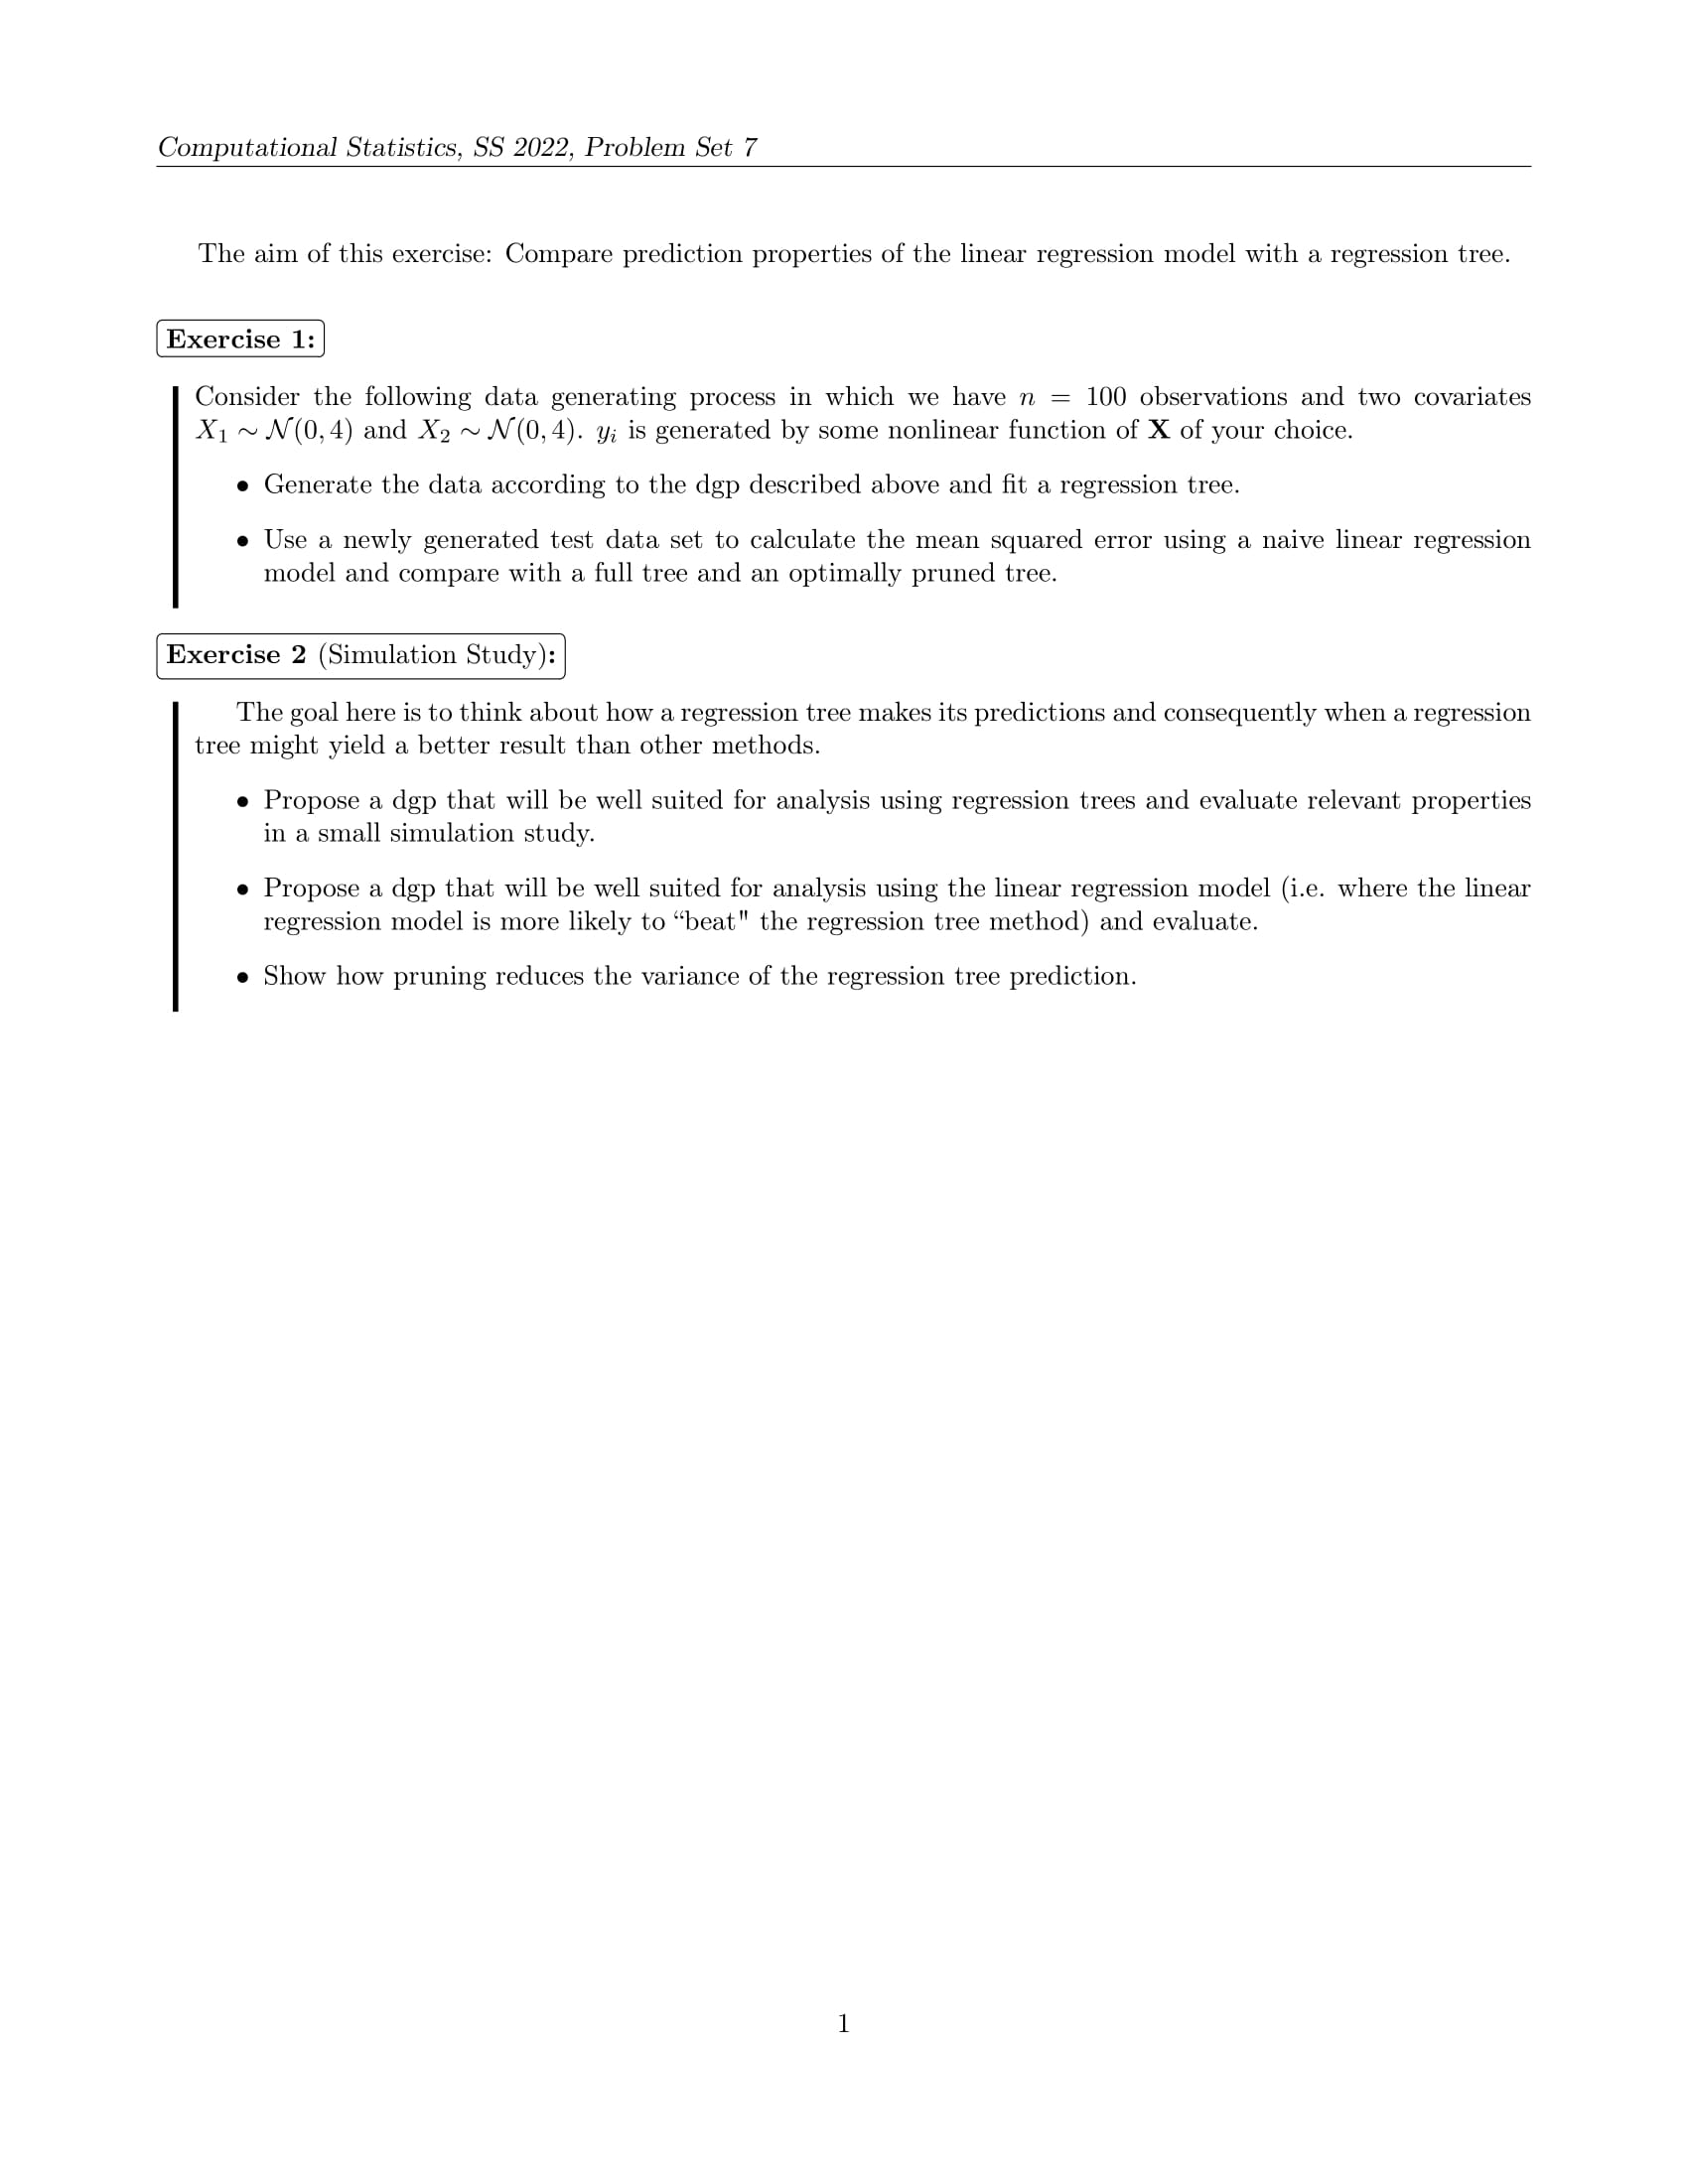 Computational Statistics, SS 2022, Problem Set 7
The aim of this exercise: Compare prediction properties of the linear regression model with a regression tree.
Exercise 1:
Consider the following data generating process in which we have n = 100 observations and two covariates
X₁ ∼ 𝒩(0, 4) and X₂ ∼ 𝒩(0, 4). yᵢ is generated by some nonlinear function of X of your choice.
• Generate the data according to the dgp described above and fit a regression tree.
• Use a newly generated test data set to calculate the mean squared error using a naive linear regression
model and compare with a full tree and an optimally pruned tree.
Exercise 2 (Simulation Study):
The goal here is to think about how a regression tree makes its predictions and consequently when a regression
tree might yield a better result than other methods.
• Propose a dgp that will be well suited for analysis using regression trees and evaluate relevant properties
in a small simulation study.
• Propose a dgp that will be well suited for analysis using the linear regression model (i.e. where the linear
regression model is more likely to “beat" the regression tree method) and evaluate.
• Show how pruning reduces the variance of the regression tree prediction.
1